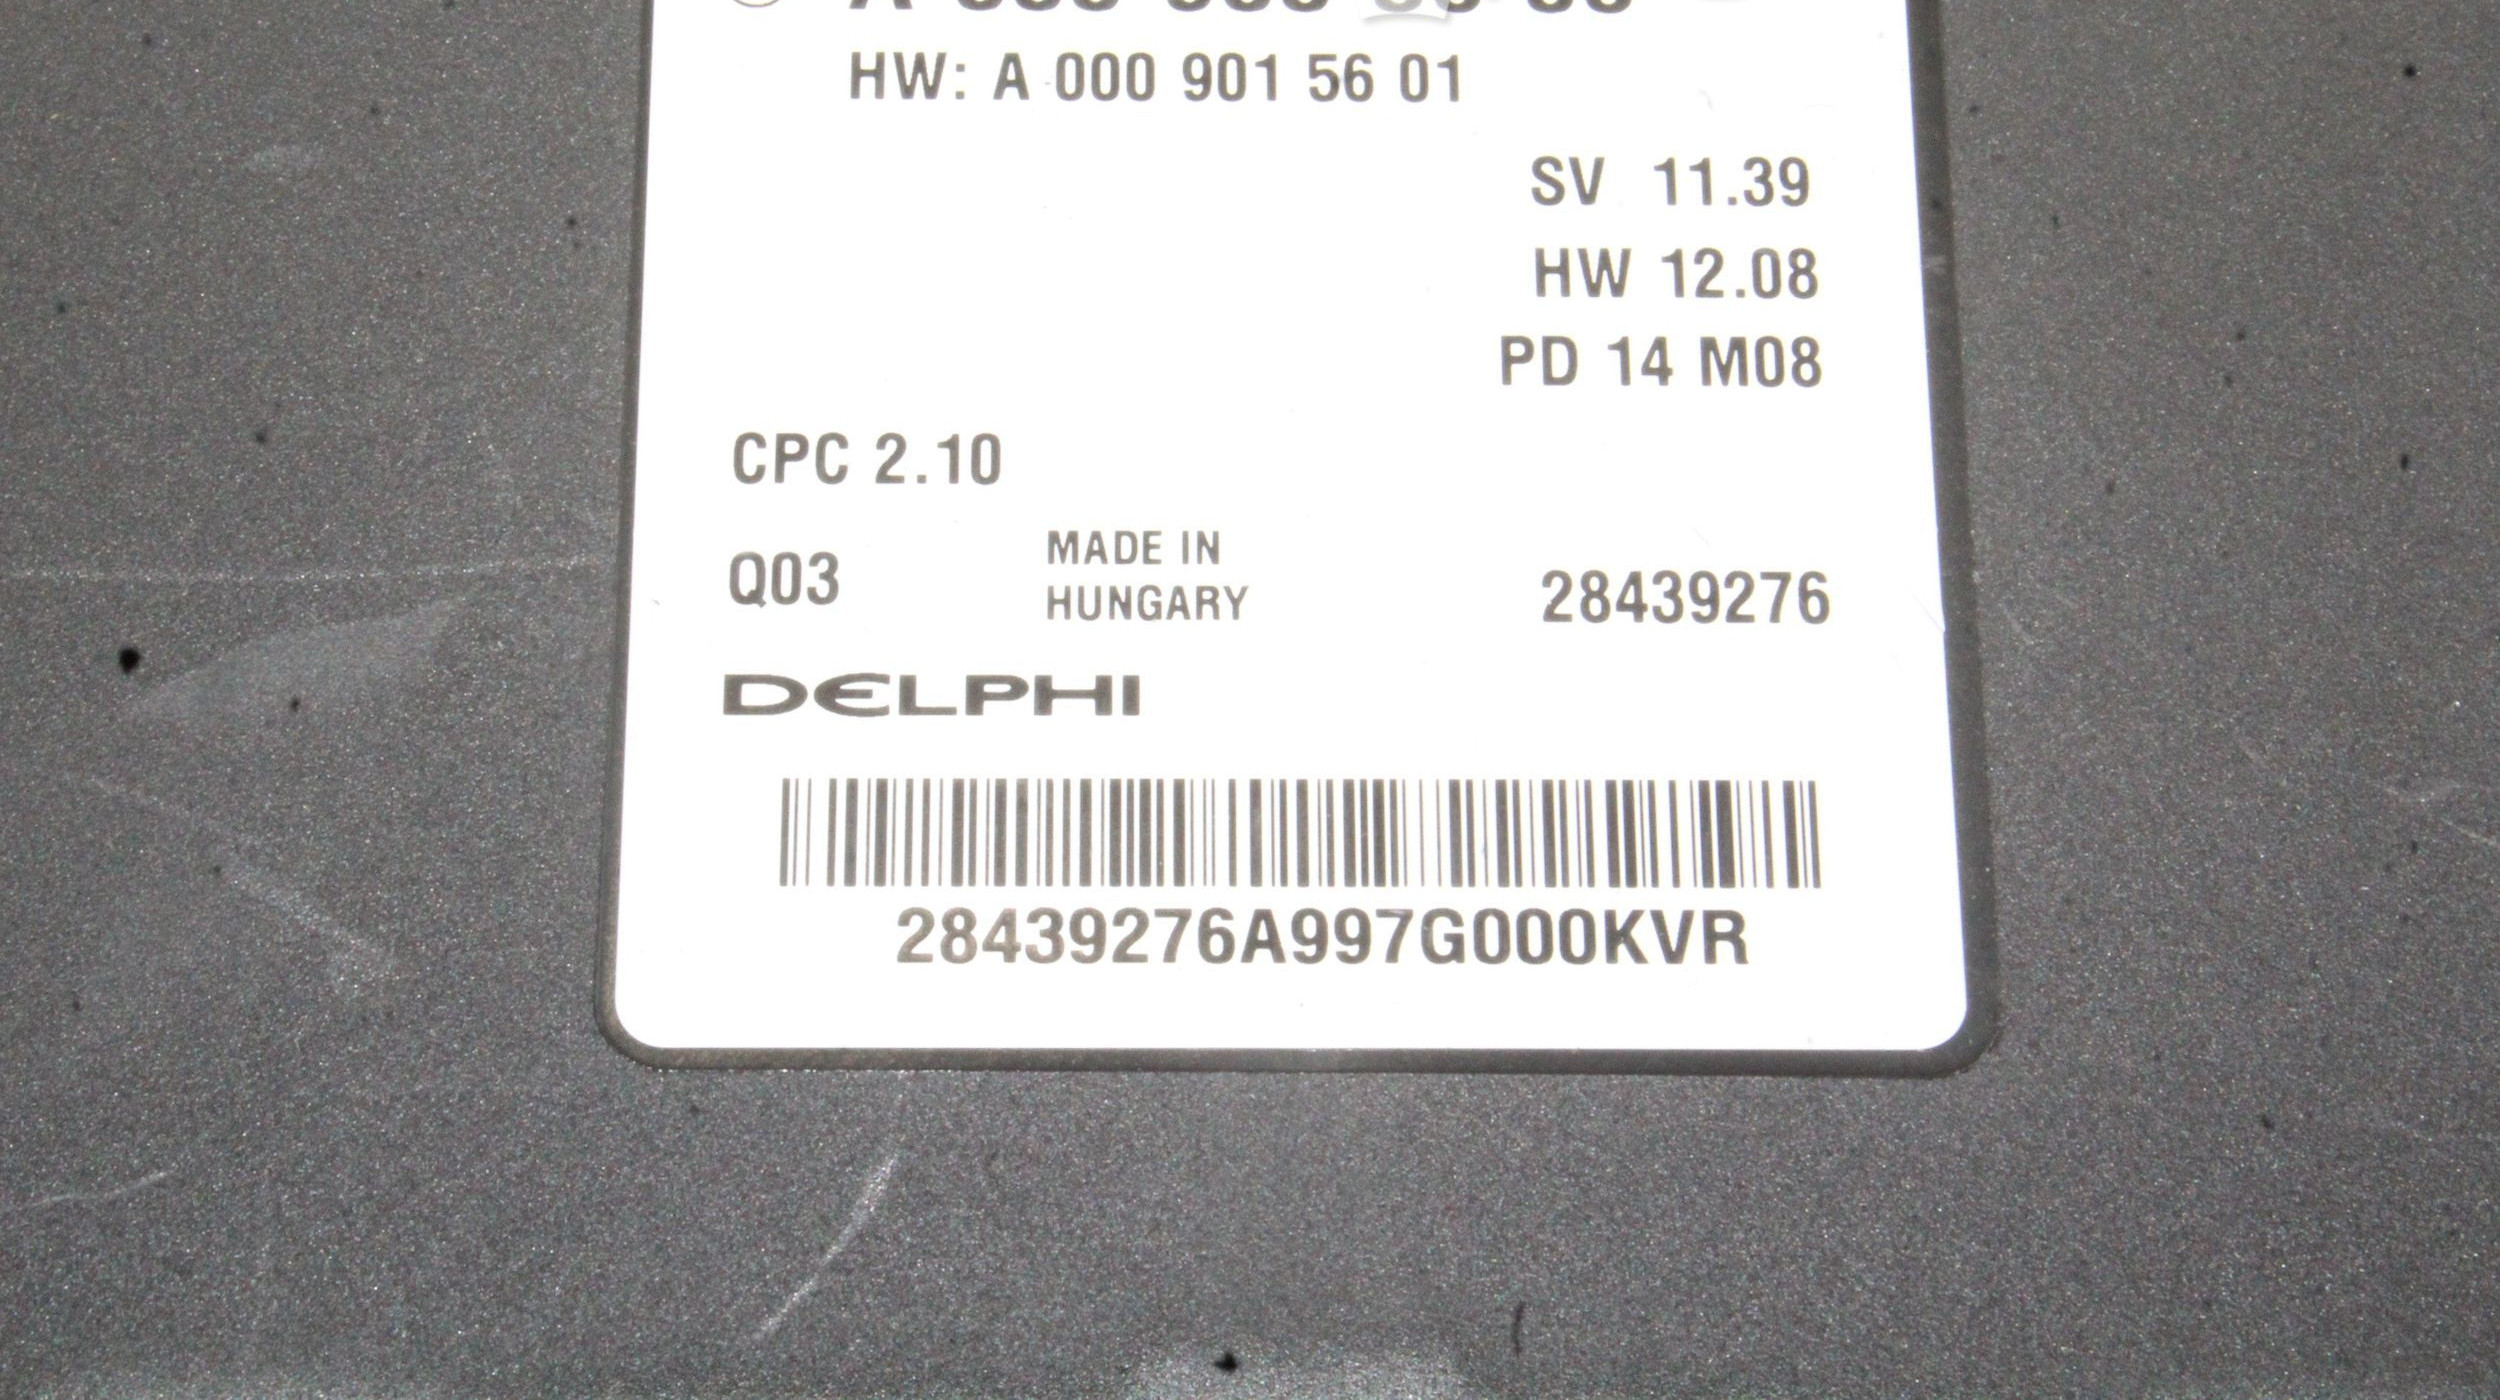 HW: A 000 901 56 01
SV 11.39
HW 12.08
PD 14 M08
CPC 2.10
Q03
MADE IN
HUNGARY
28439276
DELPHI
28439276A997G000KVR